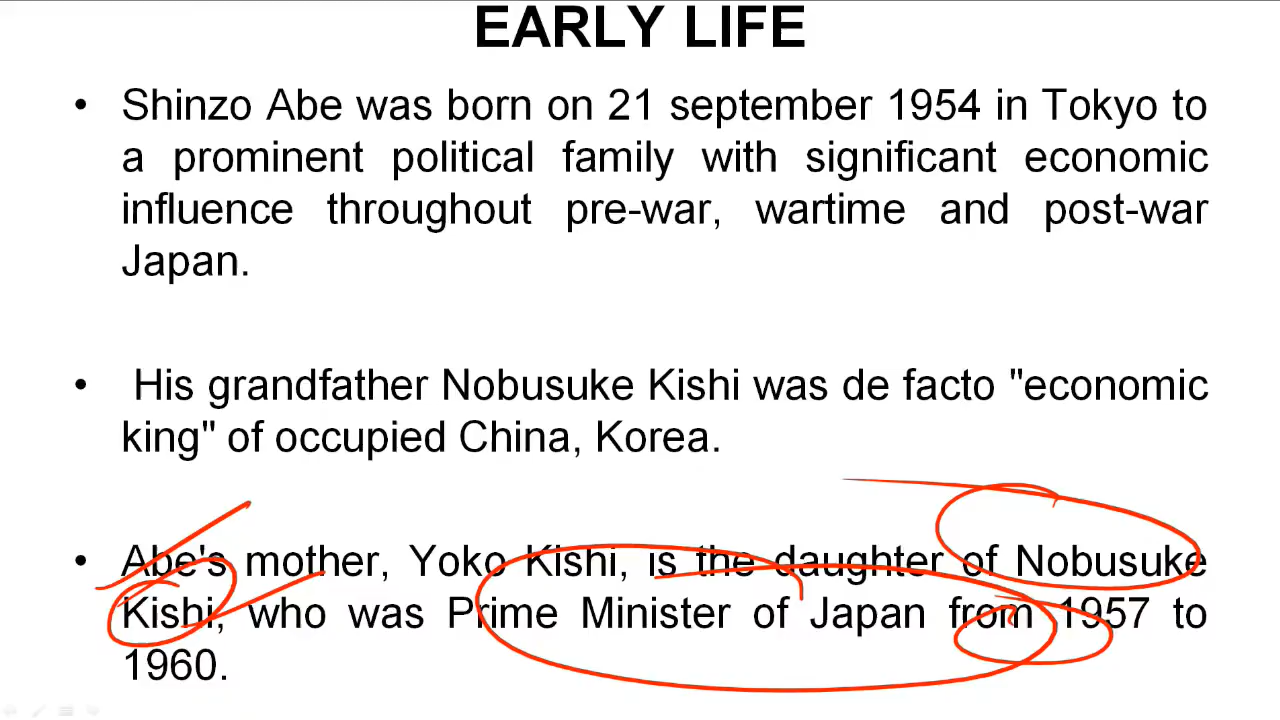 EARLY LIFE
• Shinzo Abe was born on 21 september 1954 in Tokyo to
a prominent political family with significant economic
influence throughout pre-war, wartime and post-war
Japan.
• His grandfather Nobusuke Kishi was de facto "economic
king" of occupied China, Korea.
• Abe's mother, Yoko Kishi, is the daughter of Nobusuke
Kishi, who was Prime Minister of Japan from 1957 to
1960.